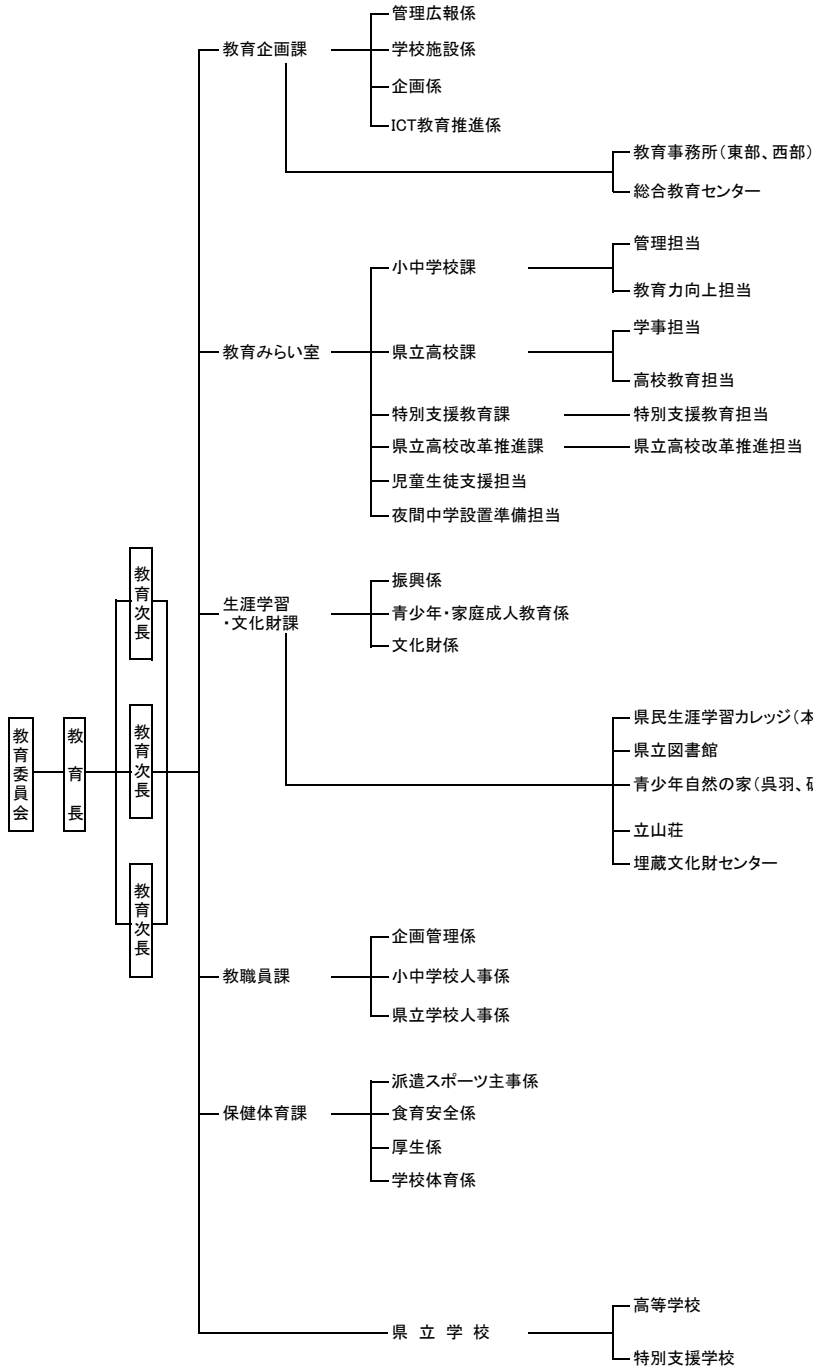 管理広報係
教育企画課
学校施設係
企画係
ICT教育推進係
教育事務所（東部、西部）
総合教育センター
管理担当
小中学校課
教育力向上担当
学事担当
教育みらい室
県立高校課
高校教育担当
特別支援教育課
特別支援教育担当
県立高校改革推進課
県立高校改革推進担当
児童生徒支援担当
夜間中学設置準備担当
教育次長
振興係
生涯学習
・文化財課
青少年・家庭成人教育係
文化財係
教育委員会
教育長
教育次長
県民生涯学習カレッジ（本
県立図書館
青少年自然の家（呉羽、
立山荘
埋蔵文化財センター
教育次長
企画管理係
教職員課
小中学校人事係
県立学校人事係
派遣スポーツ主事係
保健体育課
食育安全係
厚生係
学校体育係
高等学校
県立学校
特別支援学校